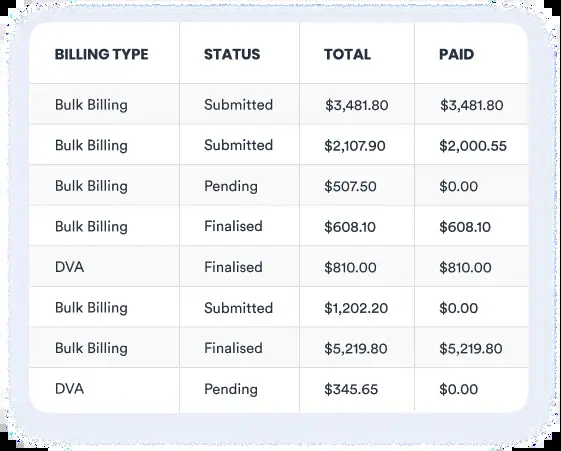 BILLING TYPE STATUS TOTAL PAID
Bulk Billing Submitted $3,481.80 $3,481.80
Bulk Billing Submitted $2,107.90 $2,000.55
Bulk Billing Pending $507.50 $0.00
Bulk Billing Finalised $608.10 $608.10
DVA Finalised $810.00 $810.00
Bulk Billing Submitted $1,202.20 $0.00
Bulk Billing Finalised $5,219.80 $5,219.80
DVA Pending $345.65 $0.00